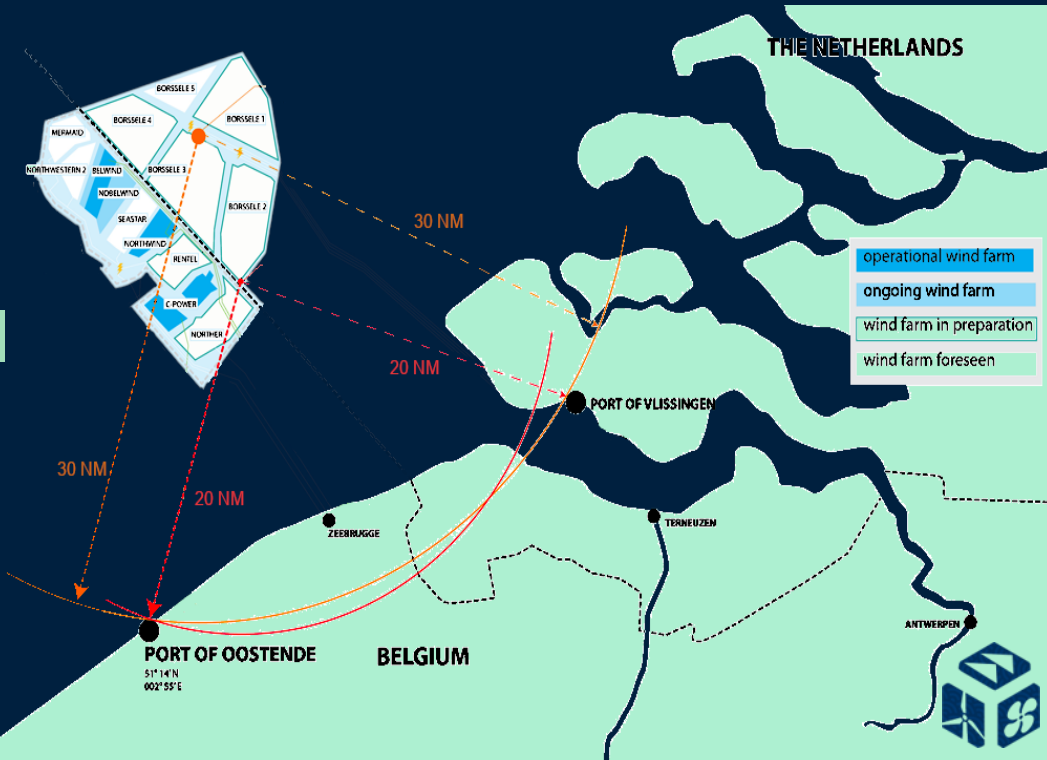 THE NETHERLANDS
BORSSELE 5
BORSSELE 4
BORSSELE 1
MERMAID
NORTHWESTERN 2
BELWIND
BORSSELE 3
NOBELWIND
BORSSELE 2
SEASTAR
NORTHWIND
RENTEL
C-POWER
NORTHER
30 NM
operational wind farm
ongoing wind farm
wind farm in preparation
wind farm foreseen
20 NM
PORT OF VLISSINGEN
30 NM
20 NM
ZEEBRUGGE
TERNEUZEN
ANTWERPEN
PORT OF OOSTENDE
51° 14'N
002° 55'E
BELGIUM